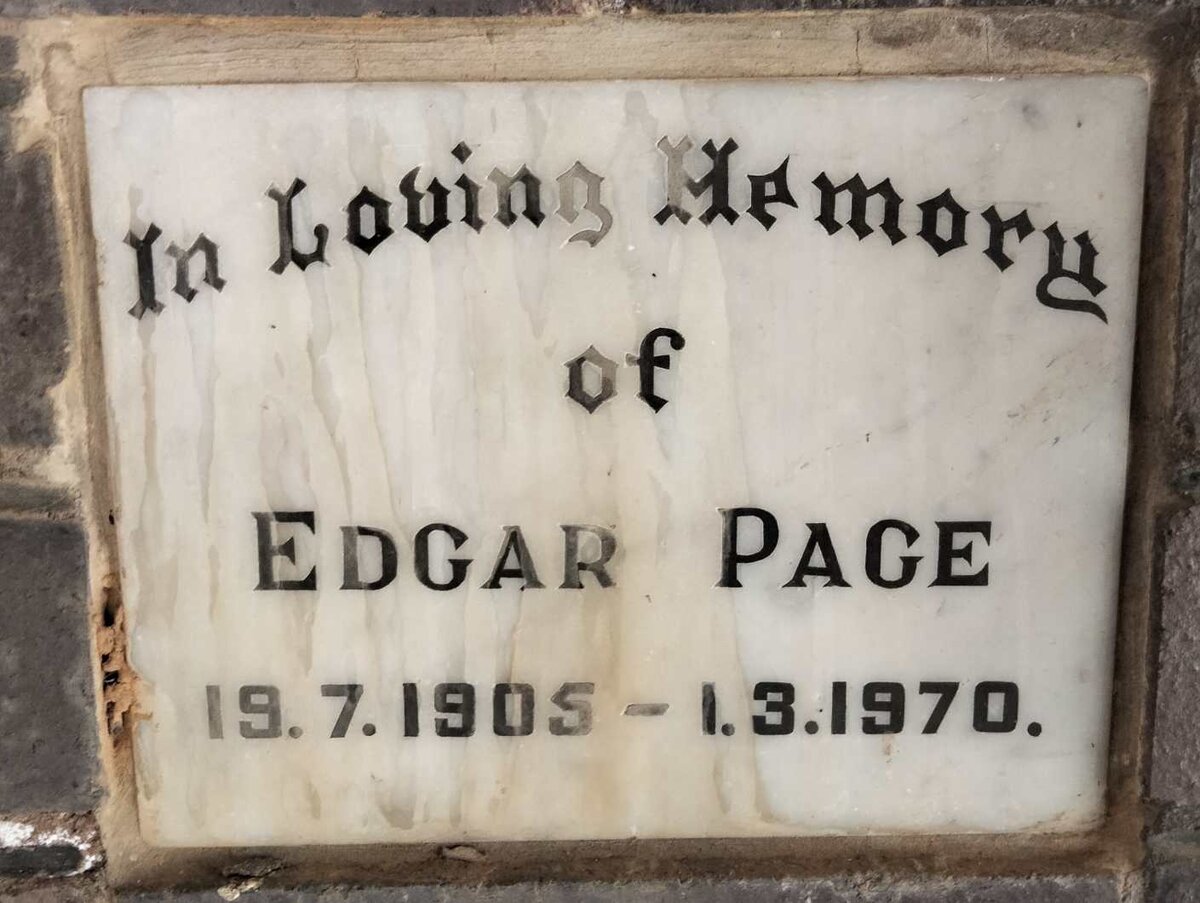 In Loving Memory
of
EDGAR PAGE
19.7.1905 – 1.3.1970.